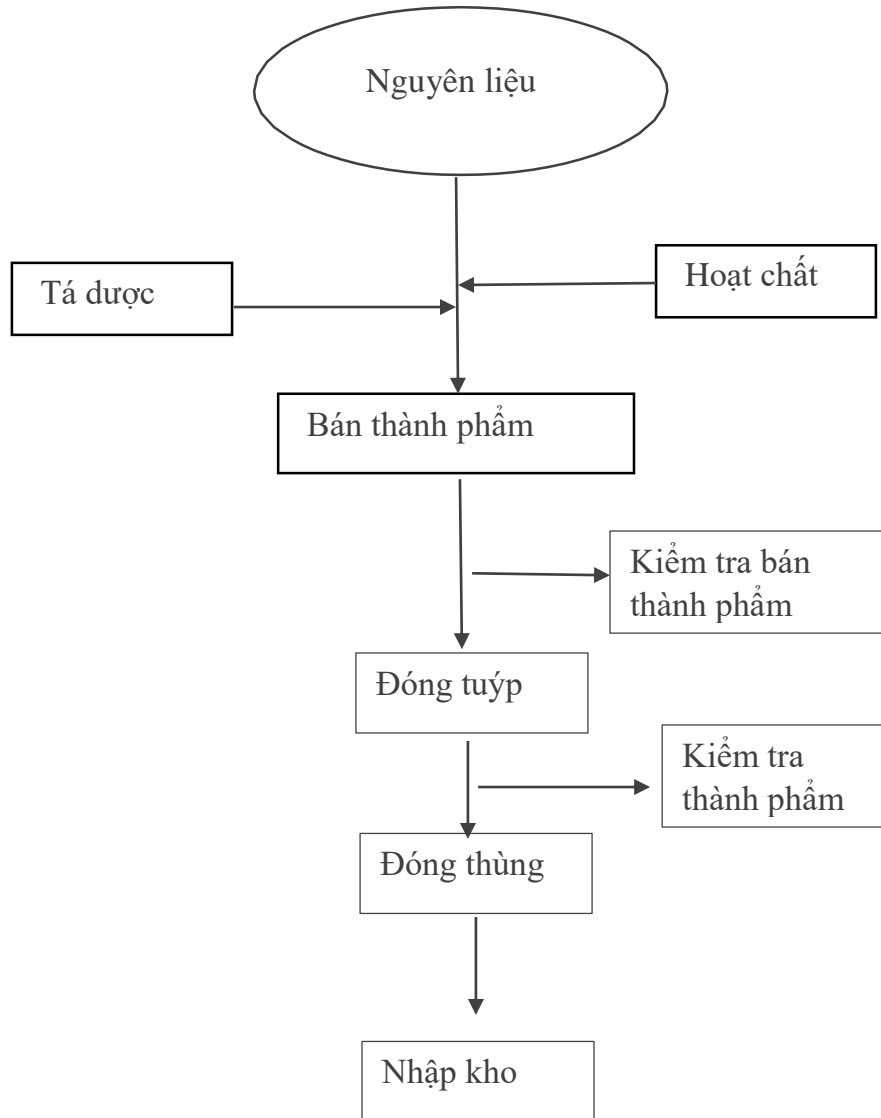 Nguyên liệu
Tá dược
Hoạt chất
Bán thành phẩm
Kiểm tra bán
thành phẩm
Đóng tuýp
Kiểm tra
thành phẩm
Đóng thùng
Nhập kho